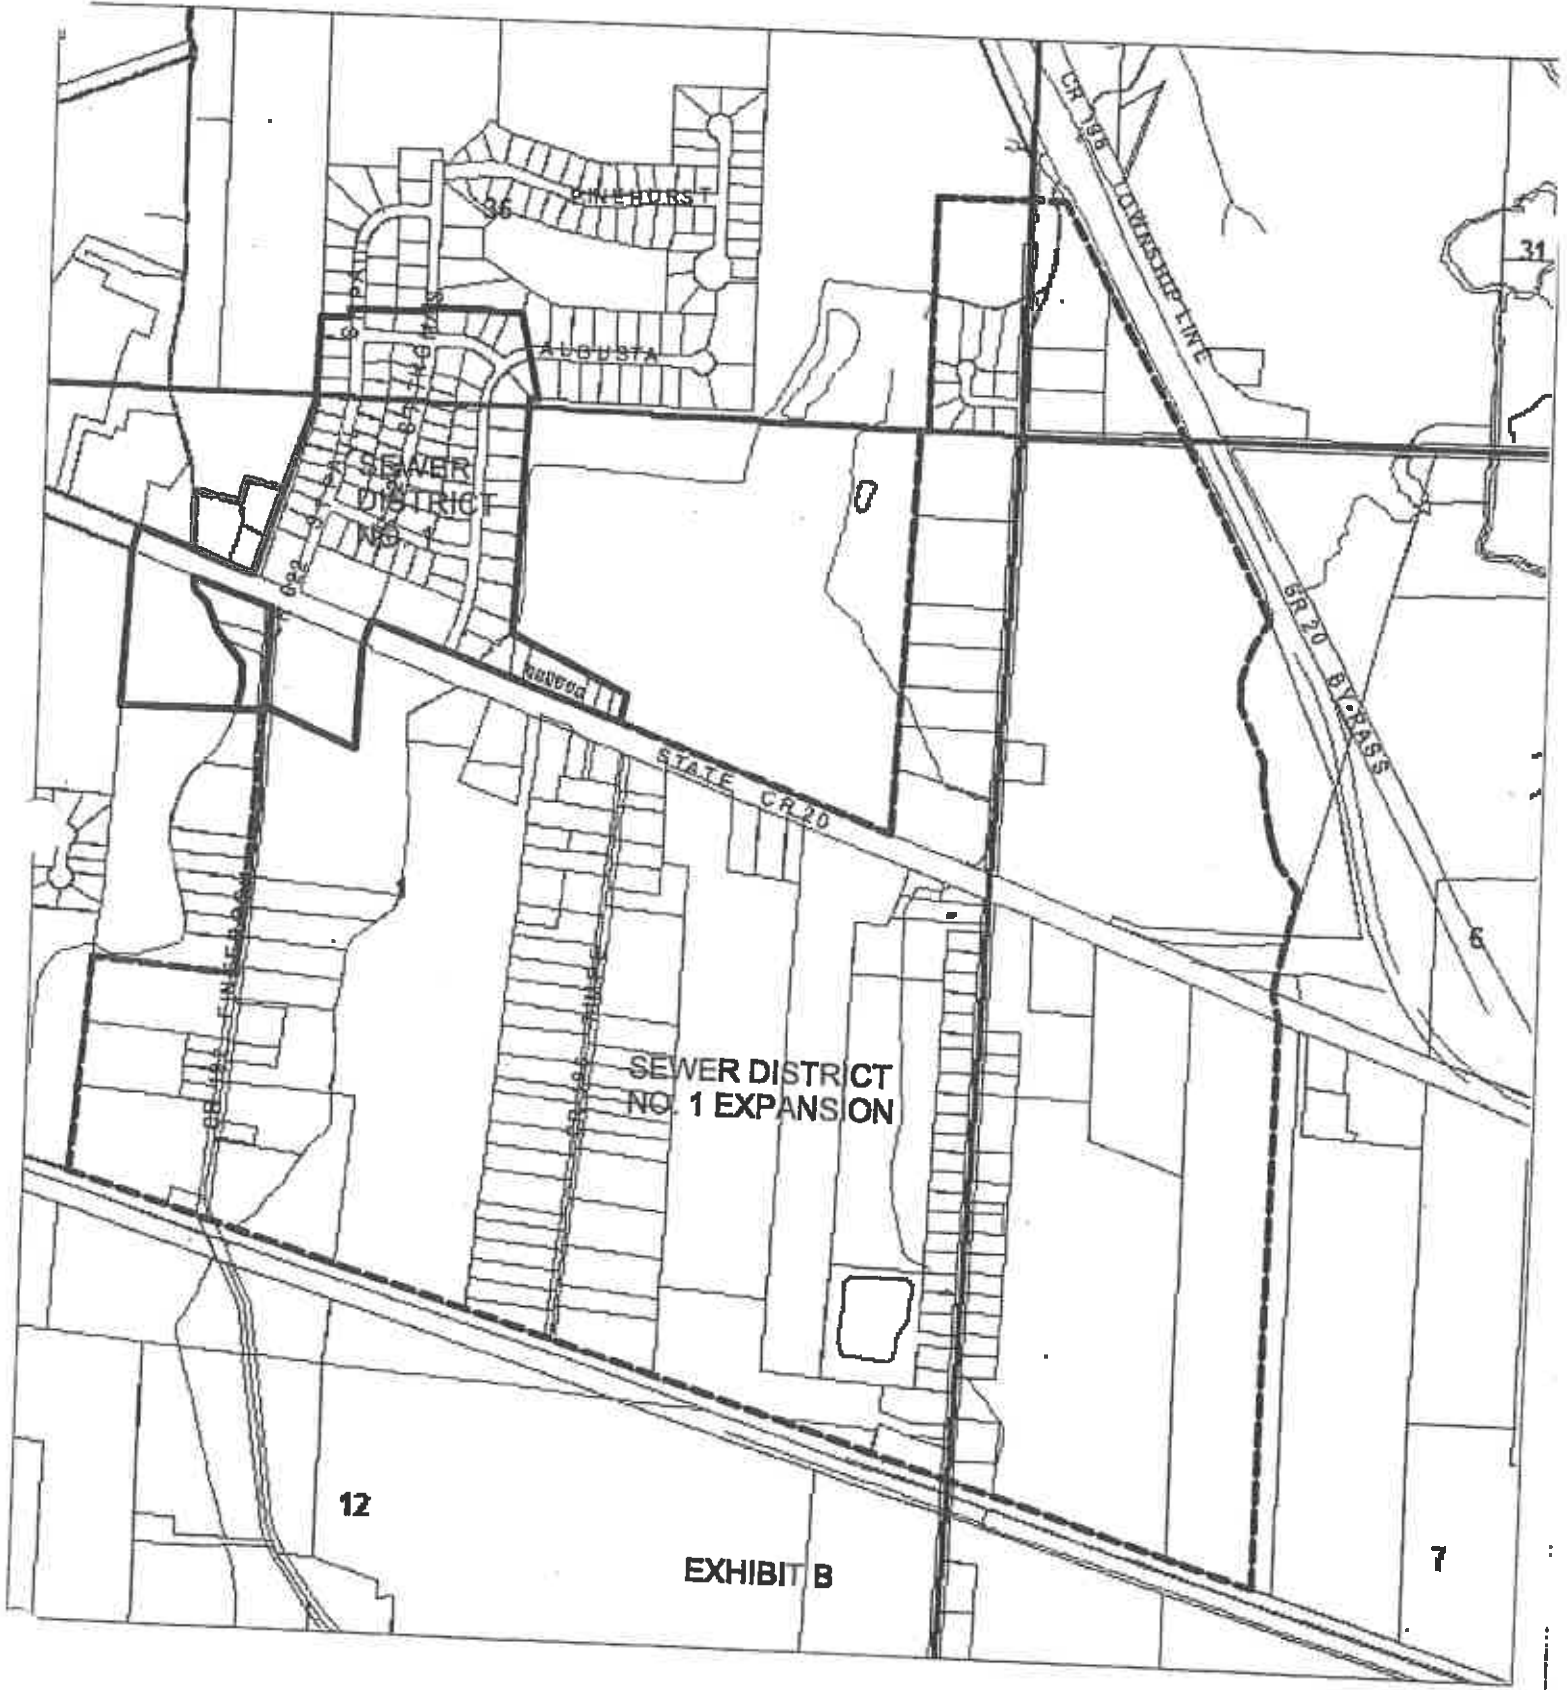 CR 196 TOWNSHIP LINE
PINEHURST
36
31
AUGUSTA
SEWER
DISTRICT
NO. 1
SR 20 BY-PASS
STATE CR 20
6
SEWER DISTRICT
NO. 1 EXPANSION
12
EXHIBIT B
7